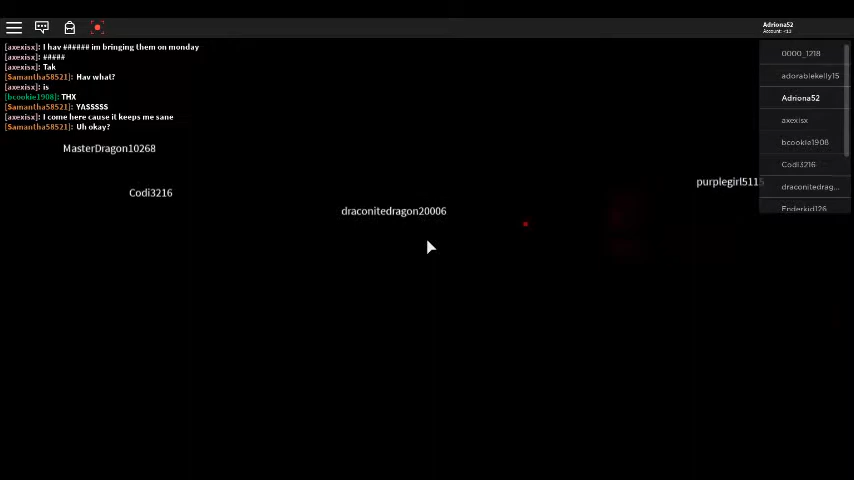 Adriona52
Account: <13
[axexisx]: I hav ###### im bringing them on monday
[axexisx]: #####
[axexisx]: Tak
[Samantha58521]: Hav what?
[axexisx]: is
[bcookie1908]: THX
[Samantha58521]: YASSSSS
[axexisx]: I come here cause it keeps me sane
[Samantha58521]: Uh okay?
0000_1218
adorablekelly15
Adriona52
axexisx
bcookie1908
Codi3216
draconitedrag...
Enderkid126
MasterDragon10268
Codi3216
draconitedragon20006
purplegirl5115